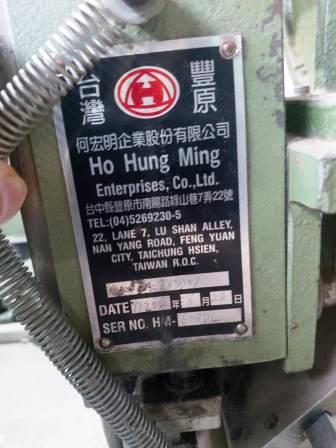 台灣 豐原
何宏明企業股份有限公司
Ho Hung Ming
Enterprises, Co., Ltd.
台中縣豐原市南陽路綠山巷7弄22號
TEL:(04)5269230-5
22, LANE 7, LU SHAN ALLEY,
NAN YANG ROAD, FENG YUAN
CITY, TAICHUNG HSIEN,
TAIWAN R.O.C.
DATE 年 月 28 日
SER NO. HM-